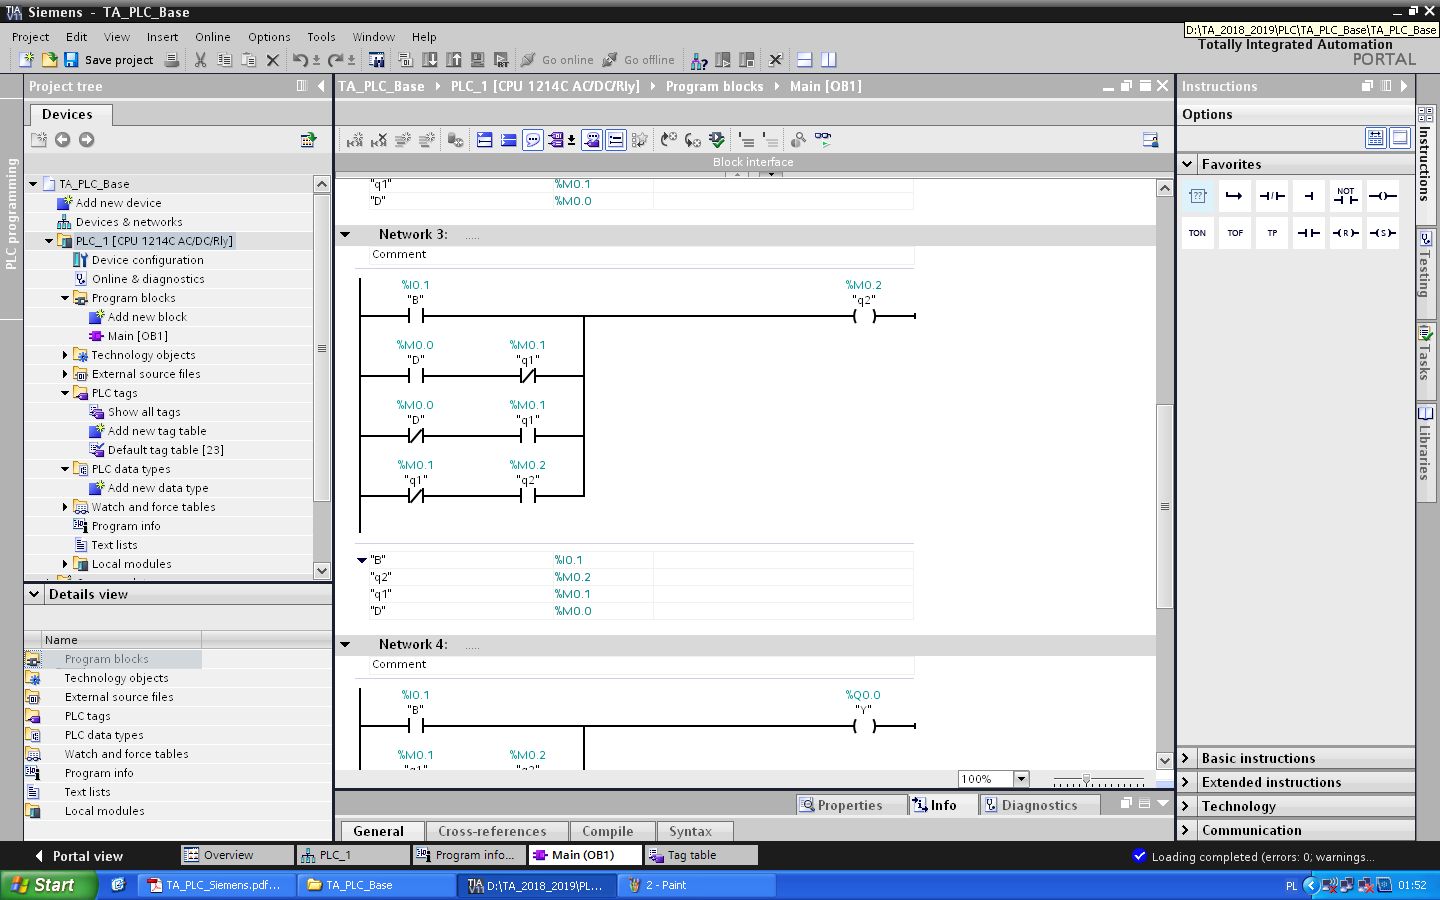 Siemens - TA_PLC_Base
Project Edit View Insert Online Options Tools Window Help
D:\TA_2018_2019\PLC\TA_PLC_Base\TA_PLC_Base
Totally Integrated Automation
PORTAL
Save project
Go online
Go offline
Project tree
TA_PLC_Base › PLC_1 [CPU 1214C AC/DC/Rly] › Program blocks › Main [OB1]
Instructions
Devices
Options
Block interface
PLC programming
TA_PLC_Base
Add new device
Devices & networks
PLC_1 [CPU 1214C AC/DC/Rly]
Device configuration
Online & diagnostics
Program blocks
Add new block
Main [OB1]
Technology objects
External source files
PLC tags
Show all tags
Add new tag table
Default tag table [23]
PLC data types
Add new data type
Watch and force tables
Program info
Text lists
Local modules
Details view
Name
Program blocks
Technology objects
External source files
PLC tags
PLC data types
Watch and force tables
Program info
Text lists
Local modules
"q1" %M0.1
"D" %M0.0
Network 3: .....
Comment
%I0.1 %M0.2
"B" "q2"
%M0.0 %M0.1
"D" "q1"
%M0.0 %M0.1
"D" "q1"
%M0.1 %M0.2
"q1" "q2"
"B" %I0.1
"q2" %M0.2
"q1" %M0.1
"D" %M0.0
Network 4: .....
Comment
%I0.1 %Q0.0
"B" "Y"
%M0.1 %M0.2
"q1" "q2"
100%
Properties Info Diagnostics
General Cross-references Compile Syntax
Favorites
??
NOT
TON TOF TP
R
S
Basic instructions
Extended instructions
Technology
Communication
Instructions
Testing
Tasks
Libraries
Portal view Overview PLC_1 Program info... Main (OB1) Tag table
Loading completed (errors: 0; warnings...
Start TA_PLC_Siemens.pdf... TA_PLC_Base D:\TA_2018_2019\PL... 2 - Paint PL 01:52